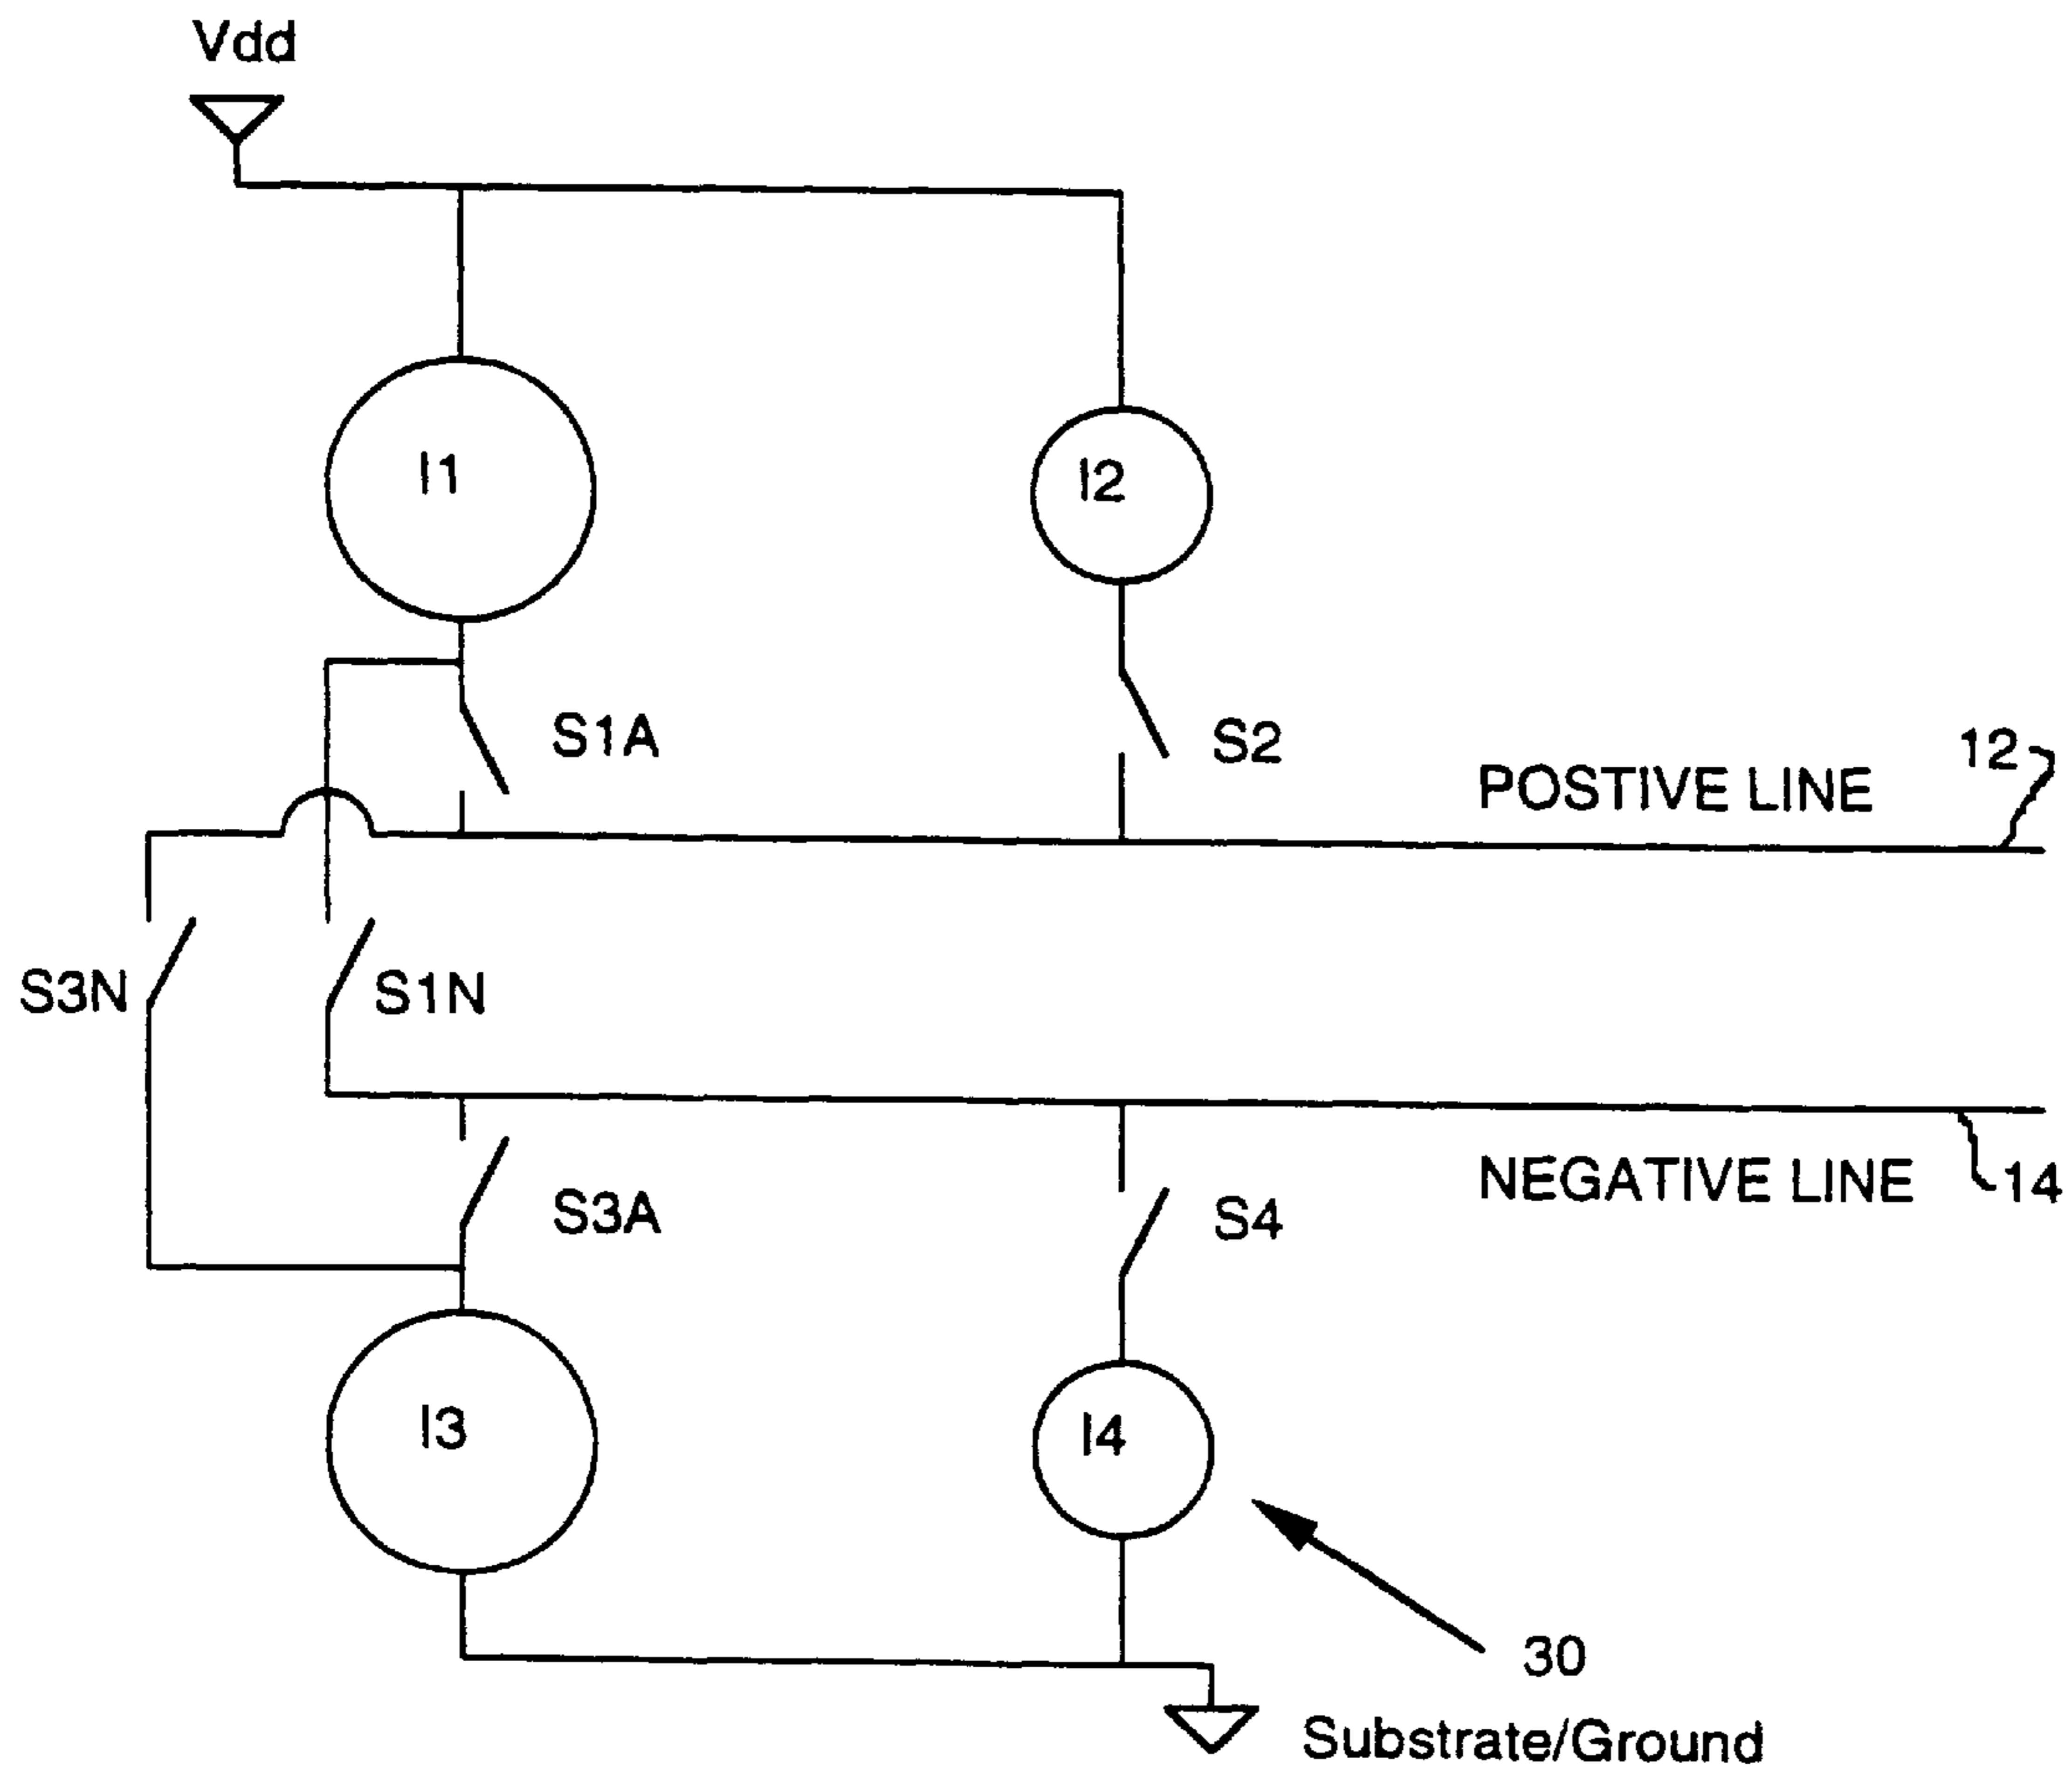 Vdd
I1
I2
S1A
S2
12
POSTIVE LINE
S3N
S1N
NEGATIVE LINE
14
S3A
S4
I3
I4
30
Substrate/Ground